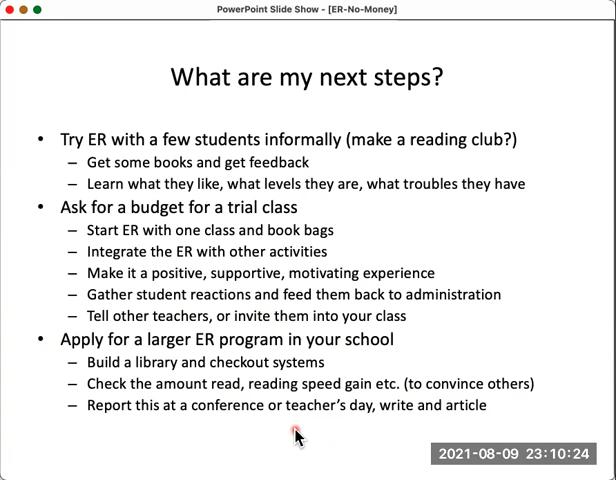 PowerPoint Slide Show - [ER-No-Money]
What are my next steps?
• Try ER with a few students informally (make a reading club?)
– Get some books and get feedback
– Learn what they like, what levels they are, what troubles they have
• Ask for a budget for a trial class
– Start ER with one class and book bags
– Integrate the ER with other activities
– Make it a positive, supportive, motivating experience
– Gather student reactions and feed them back to administration
– Tell other teachers, or invite them into your class
• Apply for a larger ER program in your school
– Build a library and checkout systems
– Check the amount read, reading speed gain etc. (to convince others)
– Report this at a conference or teacher’s day, write and article
2021-08-09 23:10:24